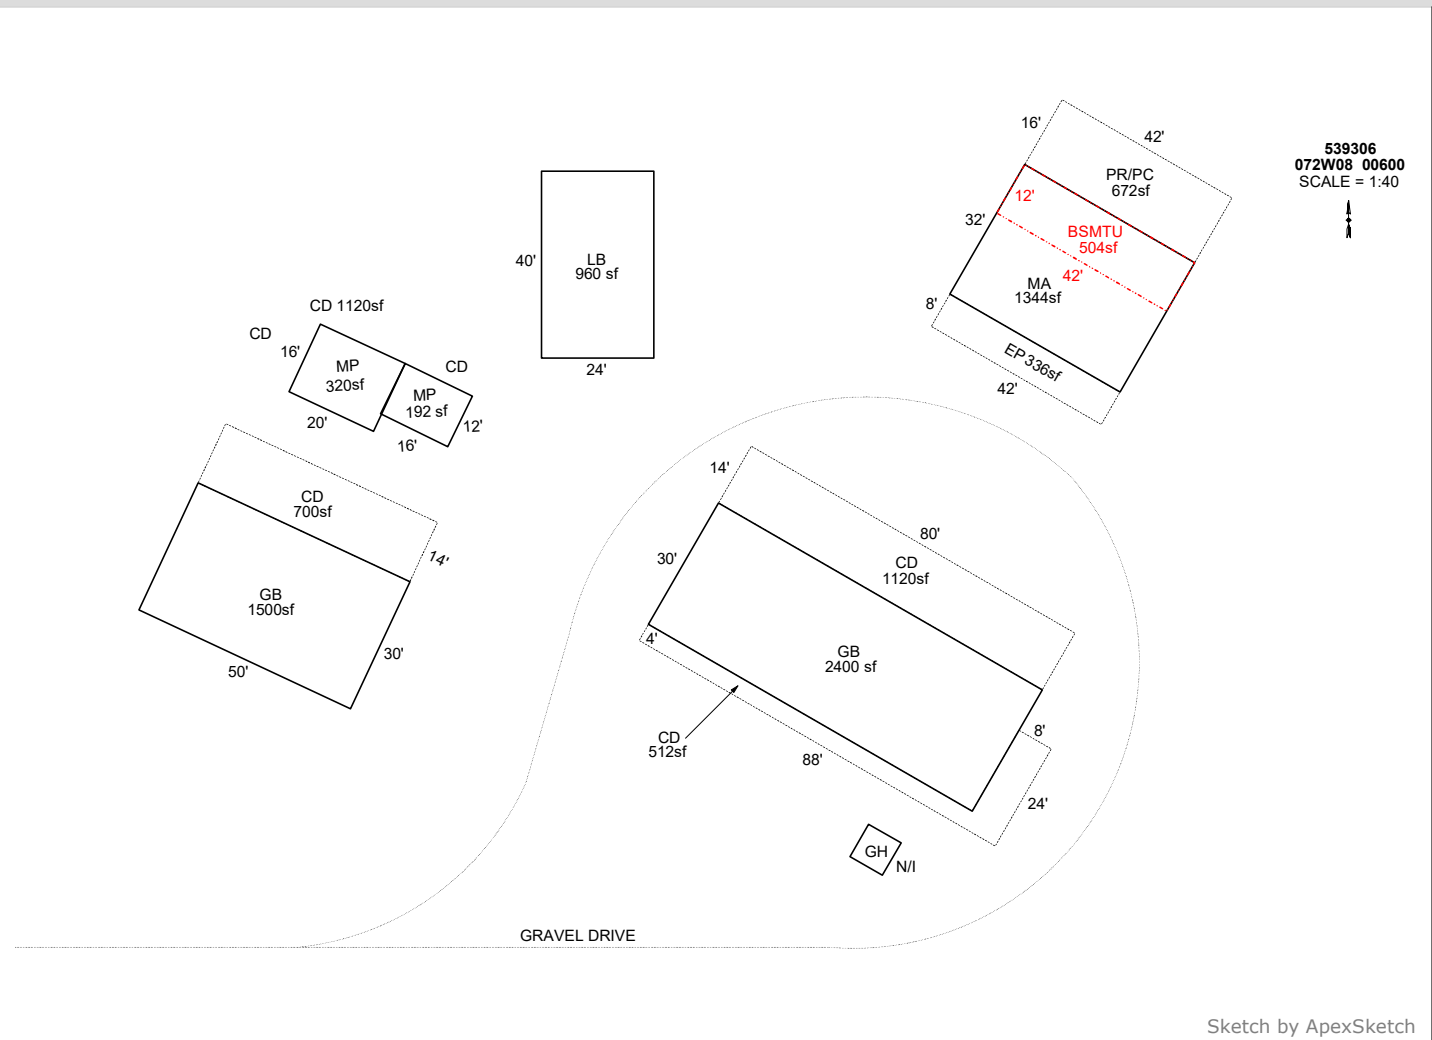 539306
072W08 00600
SCALE = 1:40
16'
42'
PR/PC
672sf
12'
32'
BSMTU
504sf
42'
MA
1344sf
8'
EP 336sf
42'
LB
960 sf
40'
24'
CD 1120sf
CD
16'
MP
320sf
20'
CD
MP
192 sf
12'
16'
CD
700sf
14'
GB
1500sf
30'
50'
14'
80'
CD
1120sf
30'
GB
2400 sf
4'
CD
512sf
88'
8'
24'
GH
N/I
GRAVEL DRIVE
Sketch by ApexSketch